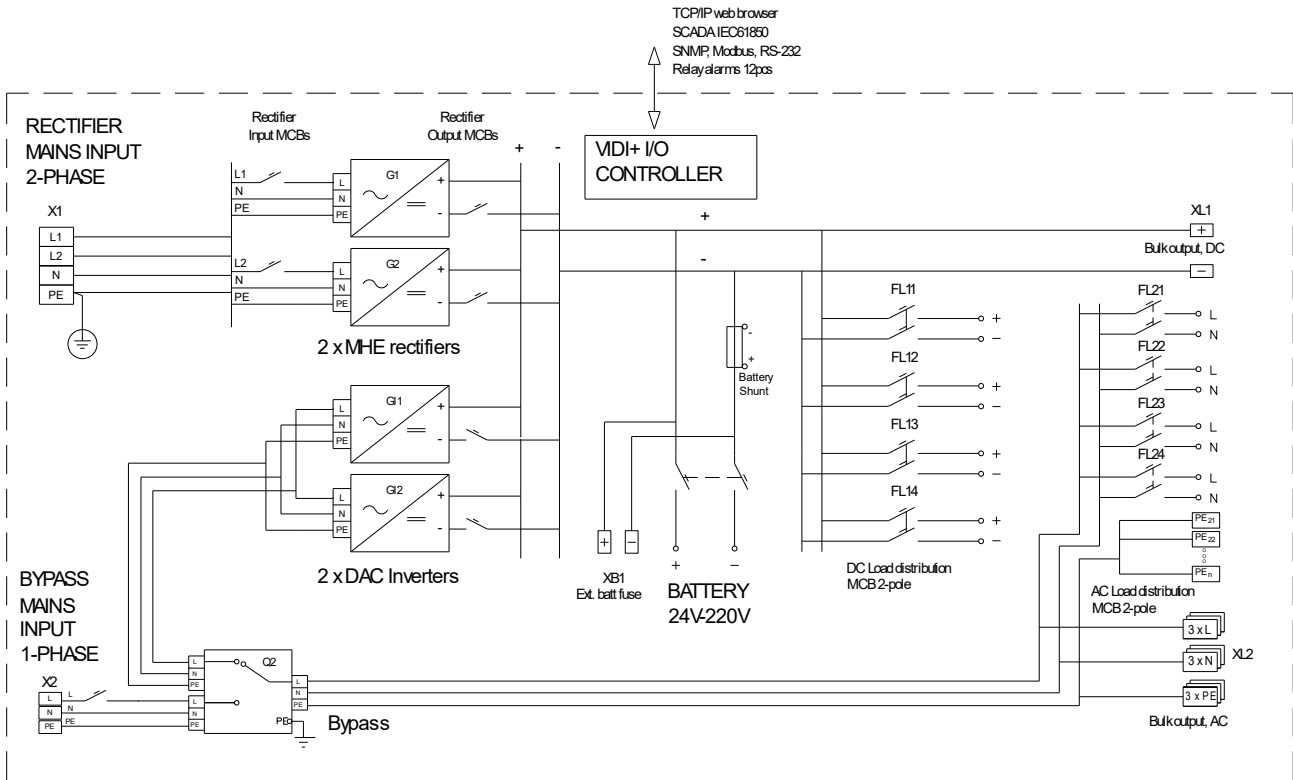 TCP/IP web browser
SCADA IEC61850
SNMP, Modbus, RS-232
Relay alarms 12pcs
RECTIFIER
MAINS INPUT
2-PHASE
Rectifier
Input MCBs
Rectifier
Output MCBs
+ -
VIDI+ I/O
CONTROLLER
X1
L1
L2
N
PE
L1
N
PE
L
N
PE
G1
+
-
L2
N
PE
L
N
PE
G2
+
-
2 x MHE rectifiers
+
-
XL1
+
Bulk output, DC
-
L
N
PE
GI1
+
-
L
N
PE
GI2
+
-
2 x DAC Inverters
-
+
Battery
Shunt
+ -
XB1
Ext. batt fuse
+ -
BATTERY
24V-220V
FL11
+
-
FL12
+
-
FL13
+
-
FL14
+
-
DC Load distribution
MCB 2-pole
FL21
L
N
FL22
L
N
FL23
L
N
FL24
L
N
PE21
PE22
PEn
AC Load distribution
MCB 2-pole
3 x L
3 x N
XL2
3 x PE
Bulk output, AC
BYPASS
MAINS
INPUT
1-PHASE
X2
L
N
PE
L
N
PE
L
N
PE
L
N
PE
Q2
PE
L
N
PE
Bypass